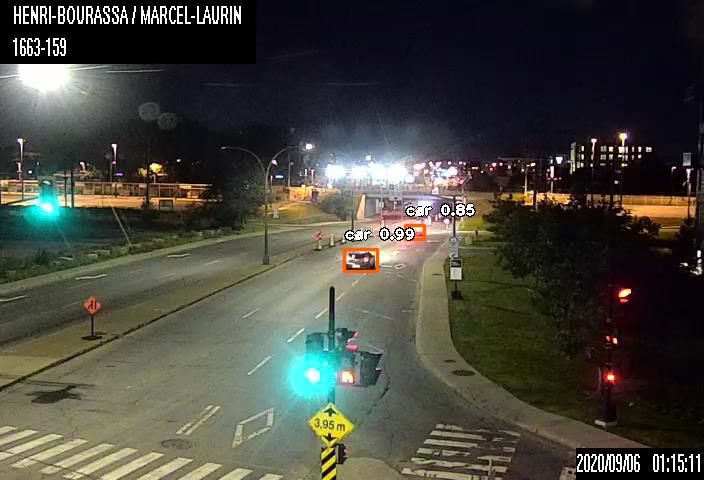 HENRI-BOURASSA / MARCEL-LAURIN
1663-159
car 0.85
car 0.99
3,95 m
2020/09/06 01:15:11